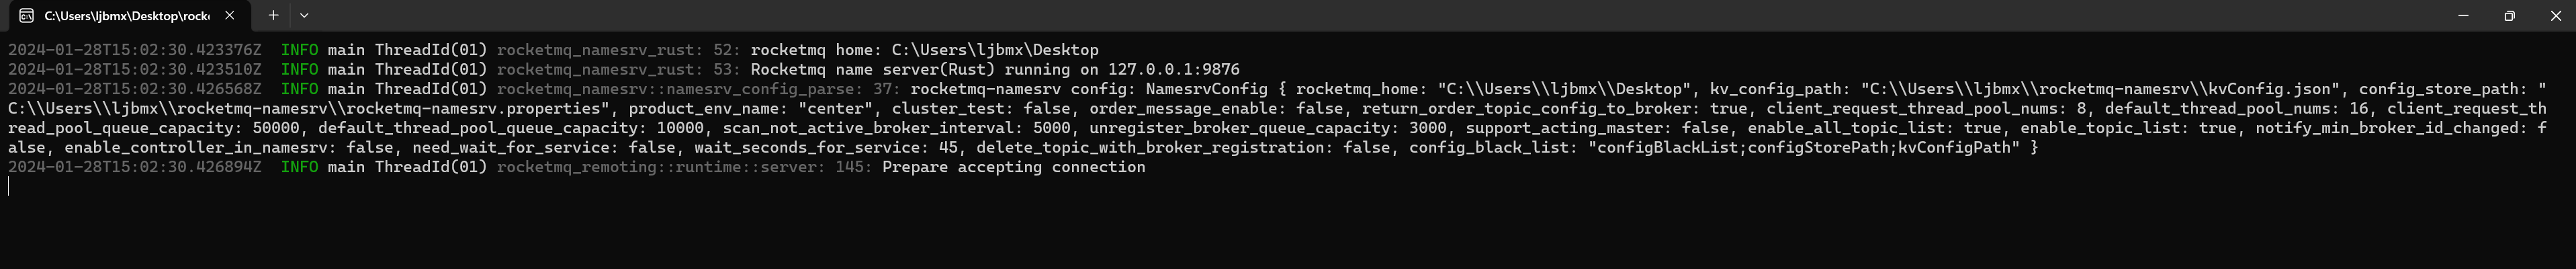 C:\Users\ljbmx\Desktop\rock
2024-01-28T15:02:30.423376Z  INFO main ThreadId(01) rocketmq_namesrv_rust: 52: rocketmq home: C:\Users\ljbmx\Desktop
2024-01-28T15:02:30.423510Z  INFO main ThreadId(01) rocketmq_namesrv_rust: 53: Rocketmq name server(Rust) running on 127.0.0.1:9876
2024-01-28T15:02:30.426568Z  INFO main ThreadId(01) rocketmq_namesrv::namesrv_config_parse: 37: rocketmq-namesrv config: NamesrvConfig { rocketmq_home: "C:\\Users\\ljbmx\\Desktop", kv_config_path: "C:\\Users\\ljbmx\\rocketmq-namesrv\\kvConfig.json", config_store_path: "
C:\\Users\\ljbmx\\rocketmq-namesrv\\rocketmq-namesrv.properties", product_env_name: "center", cluster_test: false, order_message_enable: false, return_order_topic_config_to_broker: true, client_request_thread_pool_nums: 8, default_thread_pool_nums: 16, client_request_th
read_pool_queue_capacity: 50000, default_thread_pool_queue_capacity: 10000, scan_not_active_broker_interval: 5000, unregister_broker_queue_capacity: 3000, support_acting_master: false, enable_all_topic_list: true, enable_topic_list: true, notify_min_broker_id_changed: f
alse, enable_controller_in_namesrv: false, need_wait_for_service: false, wait_seconds_for_service: 45, delete_topic_with_broker_registration: false, config_black_list: "configBlackList;configStorePath;kvConfigPath" }
2024-01-28T15:02:30.426894Z  INFO main ThreadId(01) rocketmq_remoting::runtime::server: 145: Prepare accepting connection